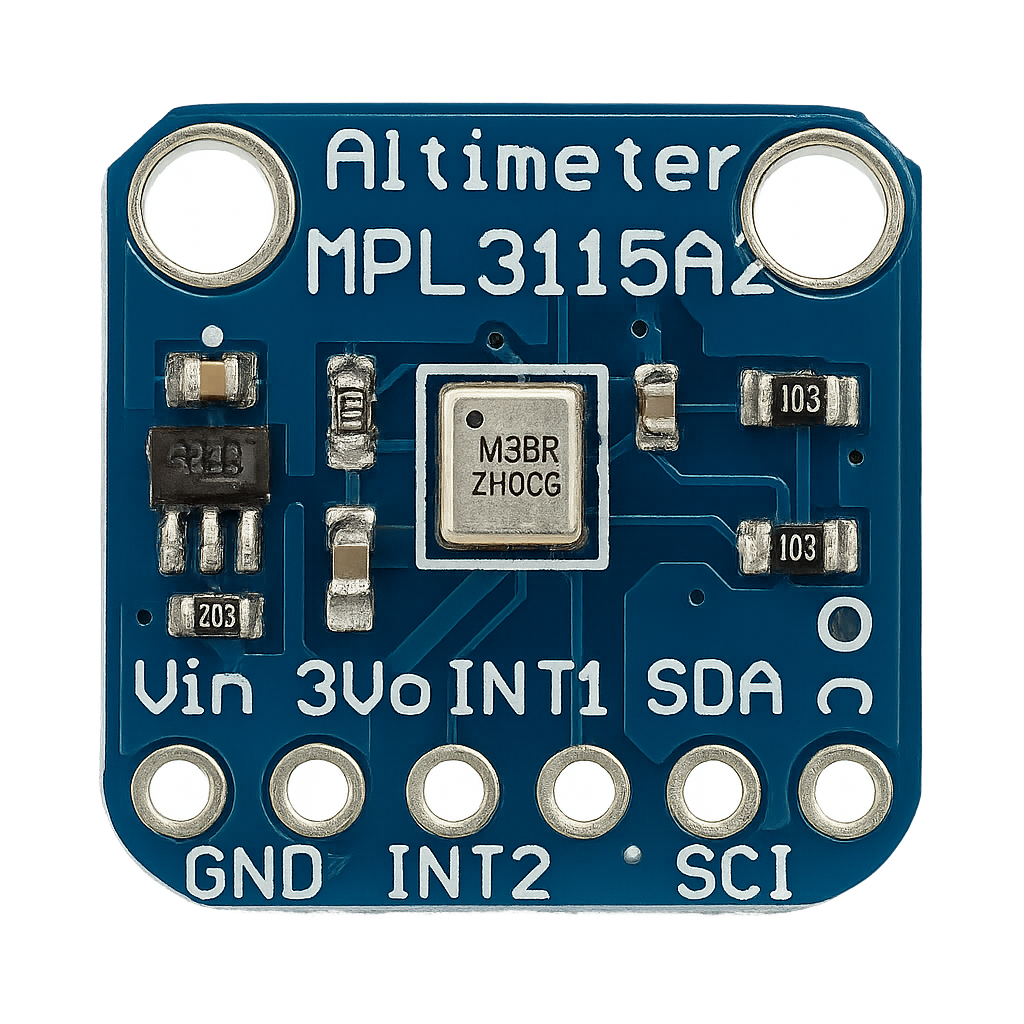 Altimeter
MPL3115A2
103
M3BR
ZHOCG
103
203
Vin 3Vo INT1 SDA
GND INT2 SCI